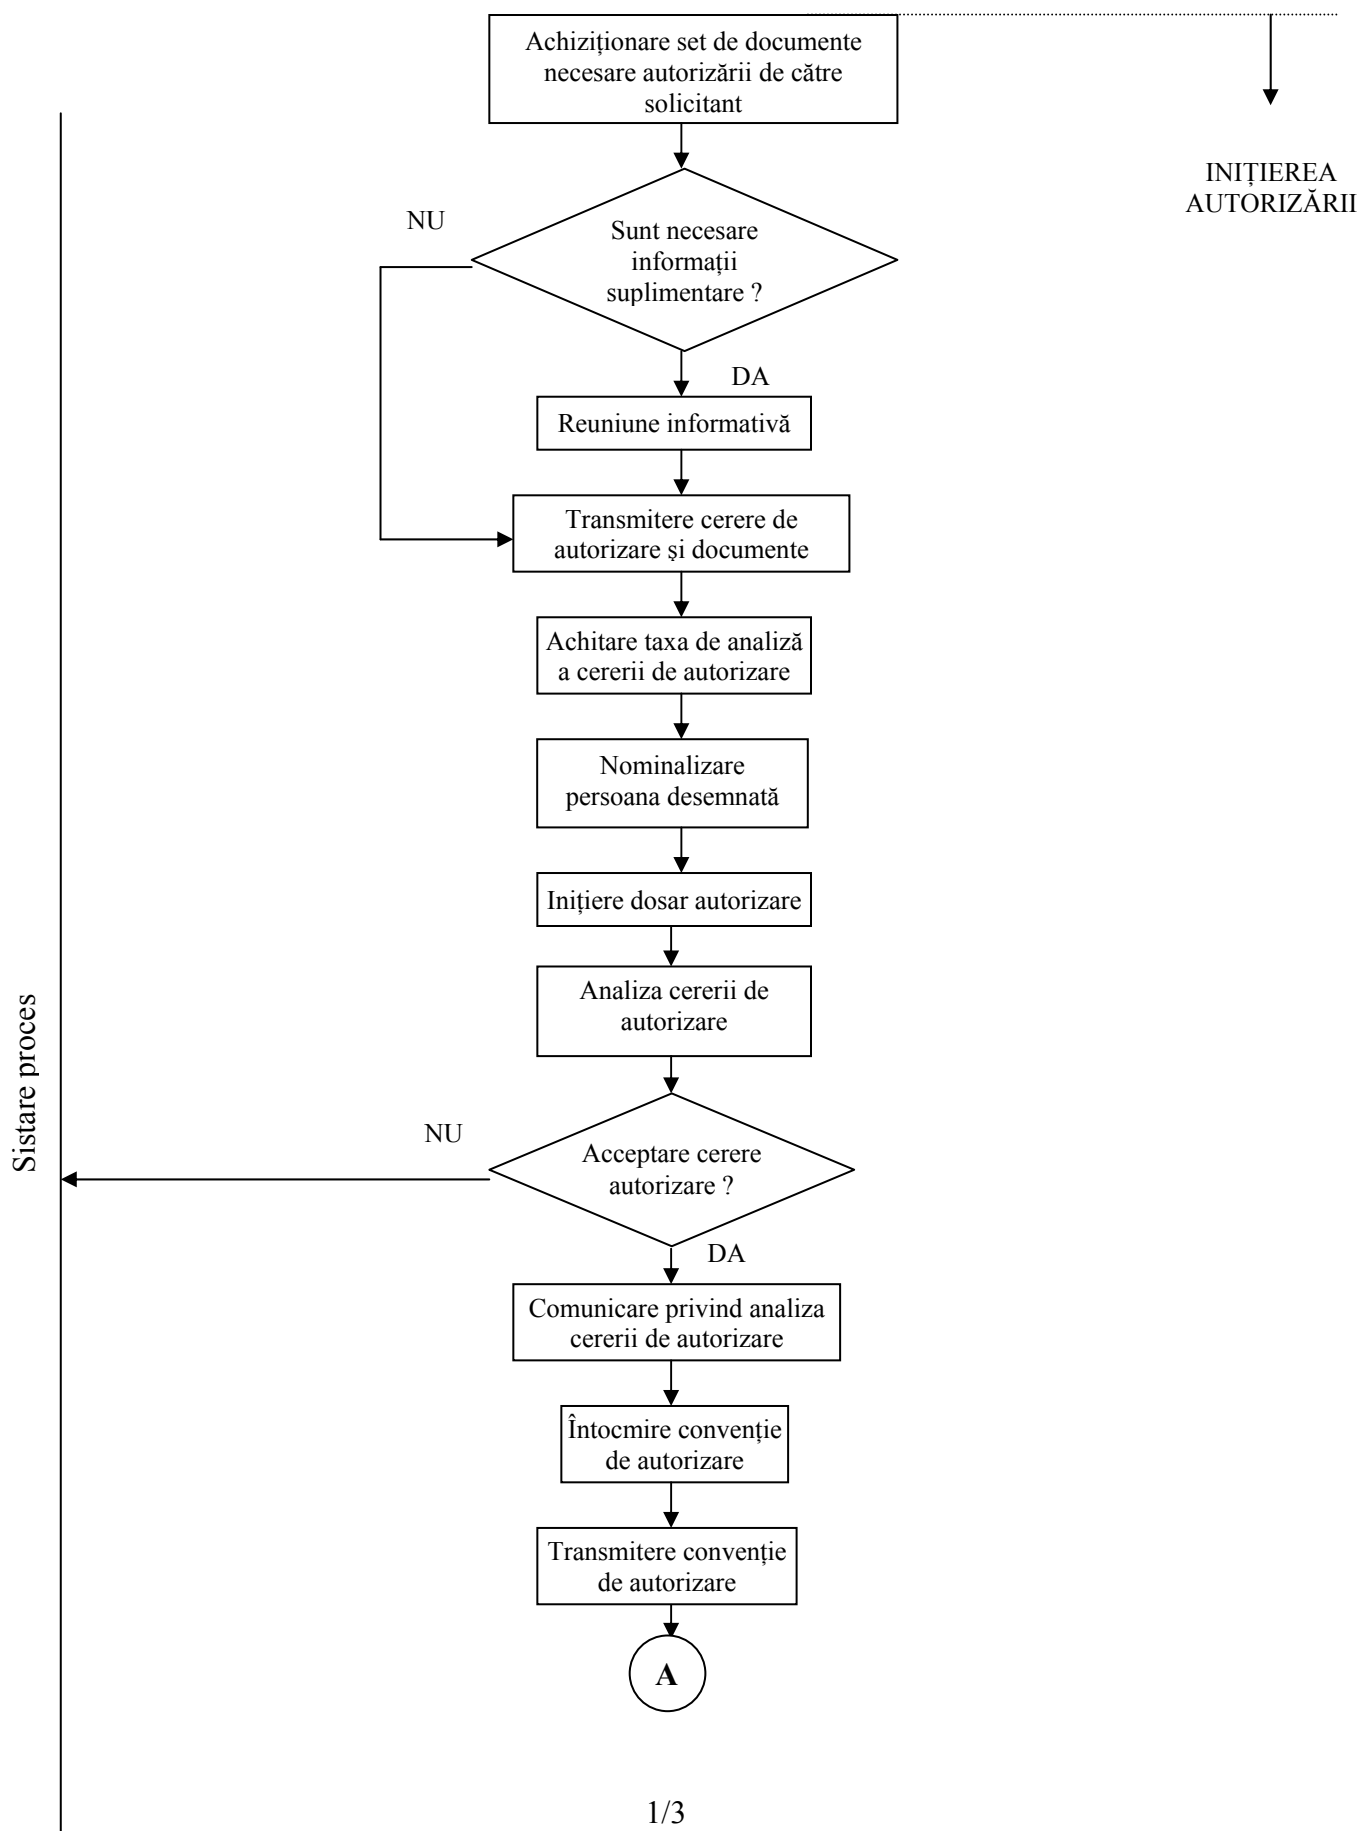 Achiziționare set de documente
necesare autorizării de către
solicitant
INIȚIEREA
AUTORIZĂRII
NU
Sunt necesare
informații
suplimentare ?
DA
Reuniune informativă
Transmitere cerere de
autorizare şi documente
Achitare taxa de analiză
a cererii de autorizare
Nominalizare
persoana desemnată
Inițiere dosar autorizare
Analiza cererii de
autorizare
Sistare proces
NU
Acceptare cerere
autorizare ?
DA
Comunicare privind analiza
cererii de autorizare
Întocmire convenție
de autorizare
Transmitere convenție
de autorizare
A
1/3